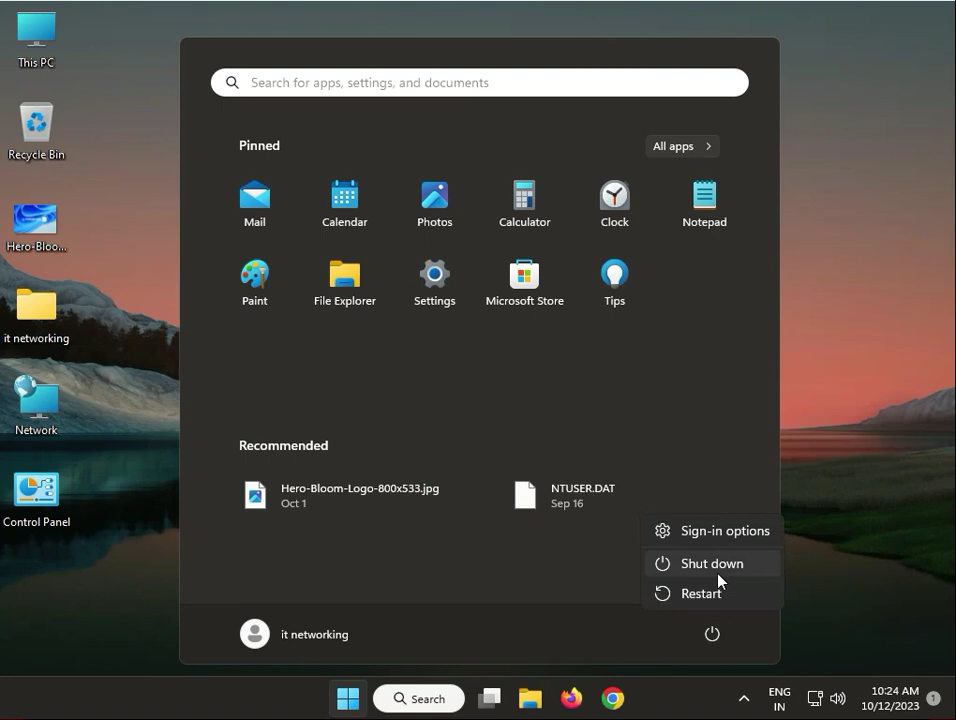 This PC
Recycle Bin
Hero-Bloo...
it networking
Network
Control Panel
Search for apps, settings, and documents
Pinned
All apps
Mail
Calendar
Photos
Calculator
Clock
Notepad
Paint
File Explorer
Settings
Microsoft Store
Tips
Recommended
Hero-Bloom-Logo-800x533.jpg
Oct 1
NTUSER.DAT
Sep 16
Sign-in options
Shut down
Restart
it networking
Search
ENG
IN
10:24 AM
10/12/2023
1